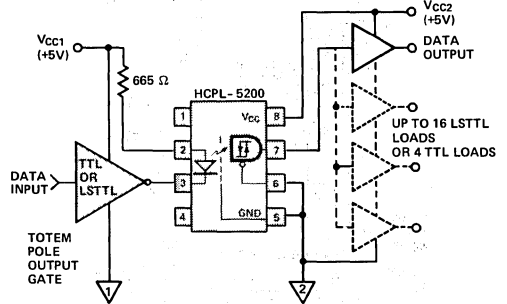 VCC2
(+5V)
VCC1
(+5V)
DATA
OUTPUT
665 Ω
HCPL-5200
1
VCC
8
2
7
UP TO 16 LSTTL
LOADS
OR 4 TTL LOADS
TTL
OR
LSTTL
DATA
INPUT
3
6
4
GND
5
TOTEM
POLE
OUTPUT
GATE
1
2